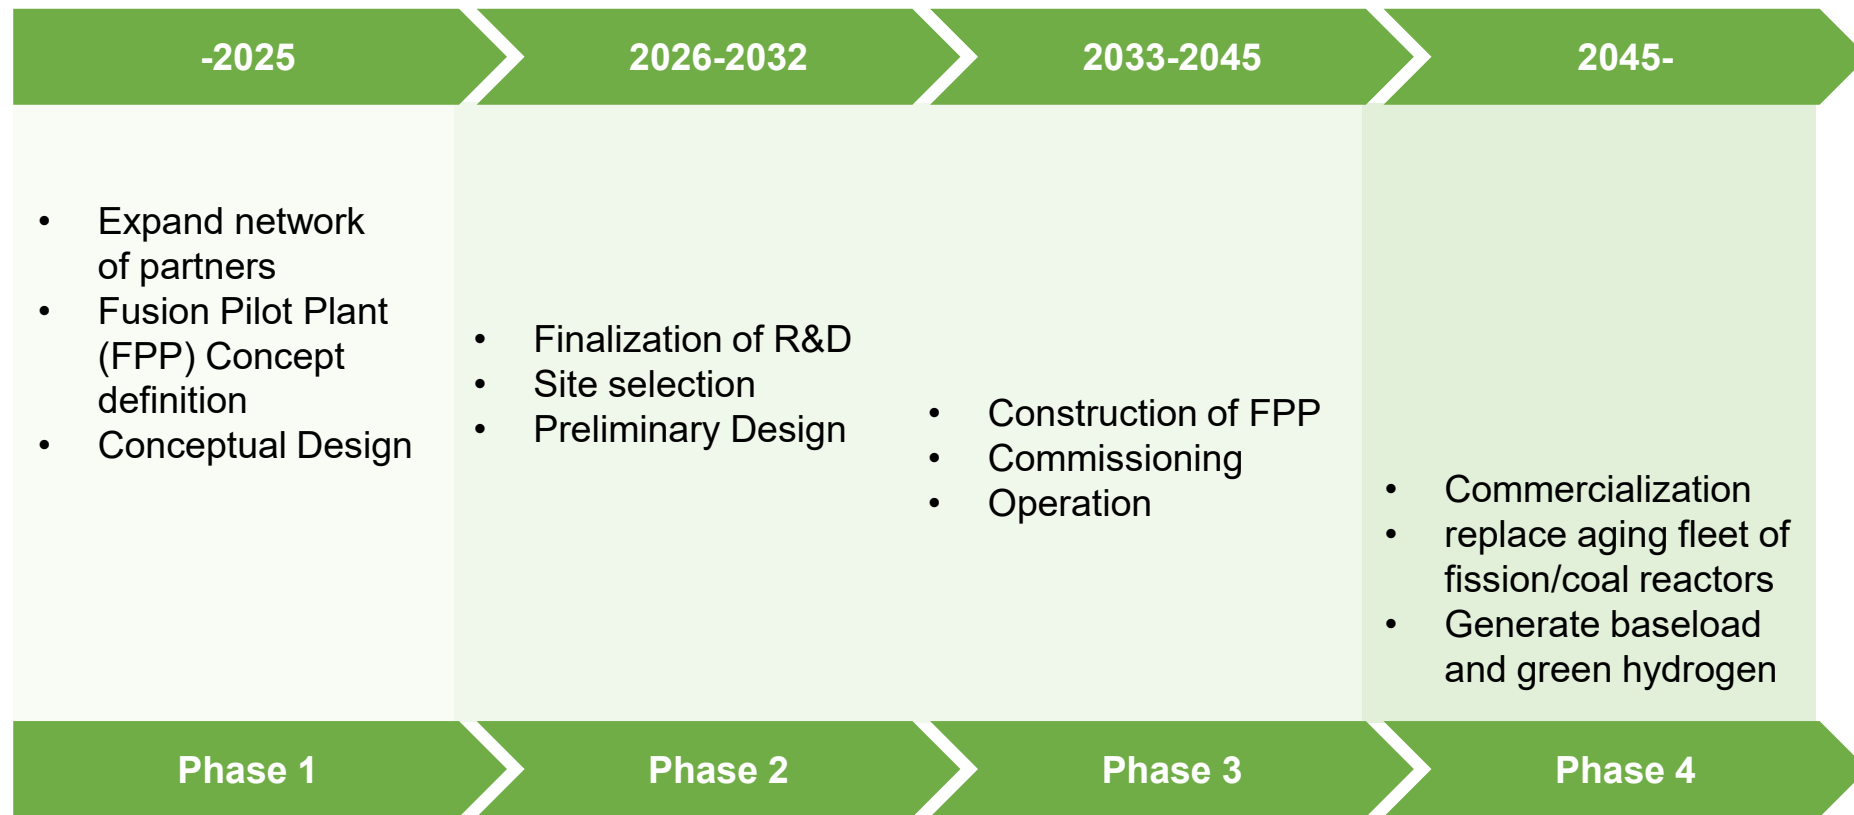 -2025
2026-2032
2033-2045
2045-
• Expand network
of partners
• Fusion Pilot Plant
(FPP) Concept
definition
• Conceptual Design
• Finalization of R&D
• Site selection
• Preliminary Design
• Construction of FPP
• Commissioning
• Operation
• Commercialization
• replace aging fleet of
fission/coal reactors
• Generate baseload
and green hydrogen
Phase 1
Phase 2
Phase 3
Phase 4